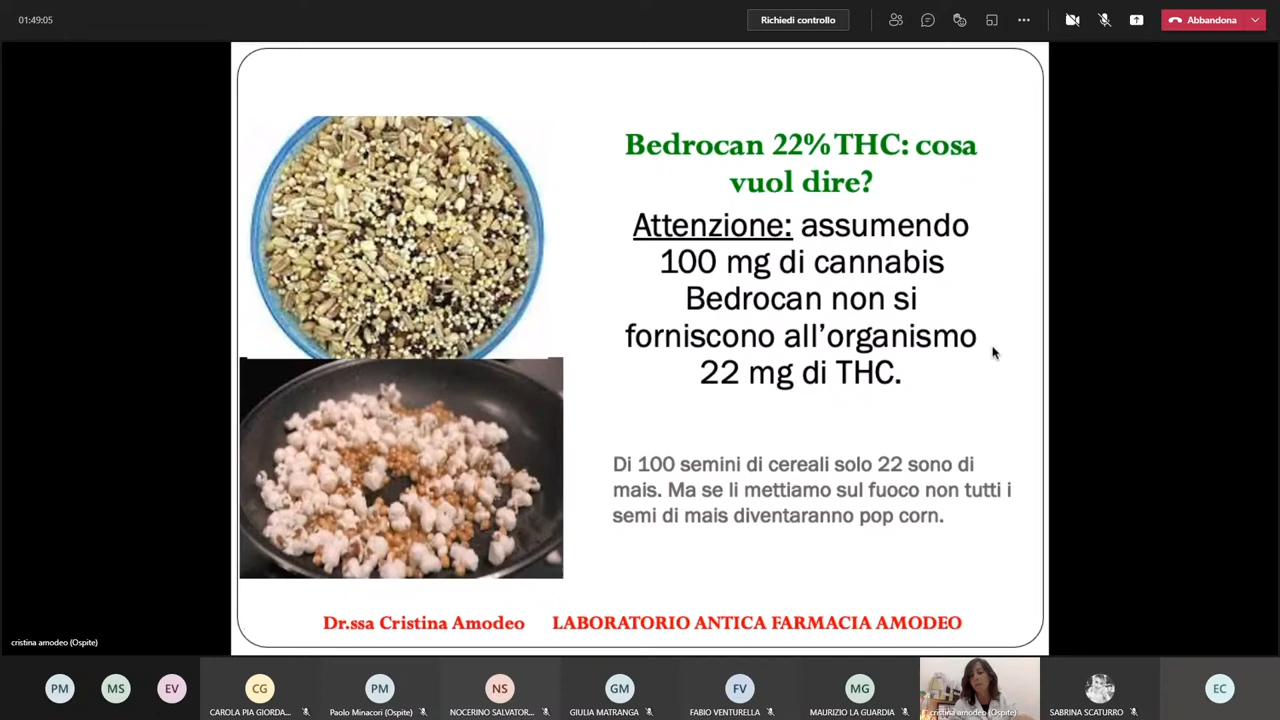 01:49:05
Richiedi controllo
Abbandona
Bedrocan 22% THC: cosa
vuol dire?
Attenzione: assumendo
100 mg di cannabis
Bedrocan non si
forniscono all’organismo
22 mg di THC.
Di 100 semini di cereali solo 22 sono di
mais. Ma se li mettiamo sul fuoco non tutti i
semi di mais diventaranno pop corn.
Dr.ssa Cristina Amodeo LABORATORIO ANTICA FARMACIA AMODEO
cristina amodeo (Ospite)
PM MS EV CG PM NS GM FV MG EC
CAROLA PIA GIORDA... Paolo Minacori (Ospite) NOCERINO SALVATOR... GIULIA MATRANGA FABIO VENTURELLA MAURIZIO LA GUARDIA cristina amodeo (Ospite) SABRINA SCATURRO